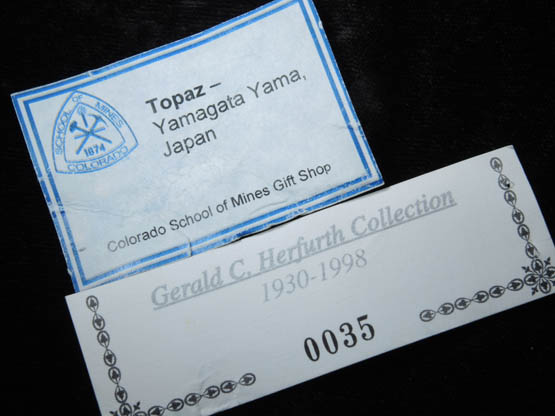 SCHOOL OF MINES
1874
COLORADO
Topaz –
Yamagata Yama,
Japan
Colorado School of Mines Gift Shop
Gerald C. Herfurth Collection
1930-1998
0035